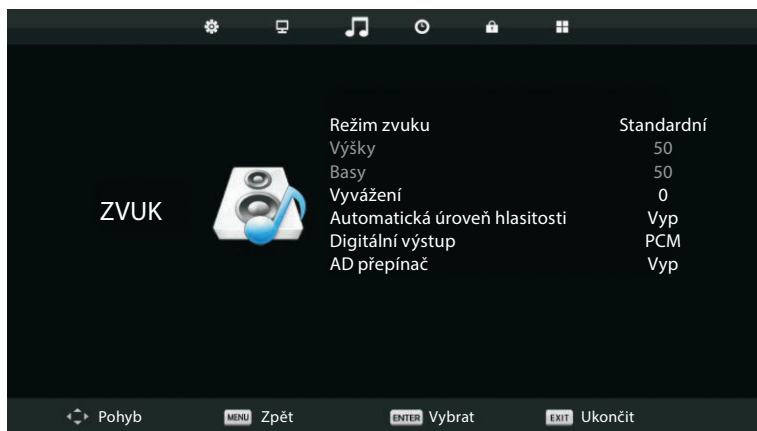 Režim zvuku Standardní
Výšky 50
Basy 50
Vyvážení 0
ZVUK
Automatická úroveň hlasitosti Vyp
Digitální výstup PCM
AD přepínač Vyp
Pohyb MENU Zpět ENTER Vybrat EXIT Ukončit